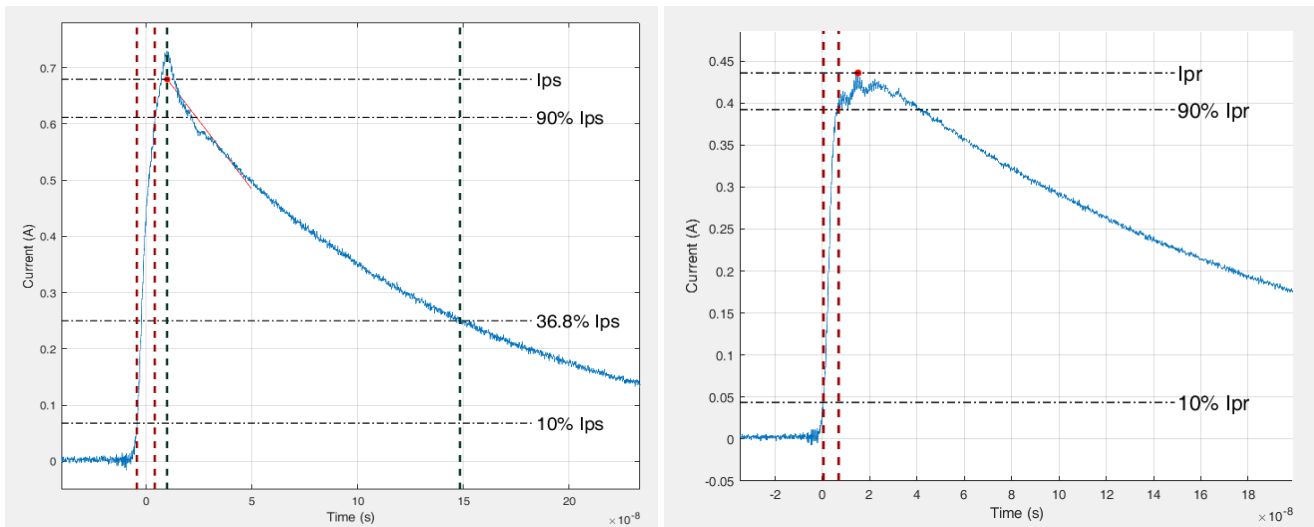 0.7
0.6
0.5
0.4
0.3
0.2
0.1
0
Current (A)
Ips
90% Ips
36.8% Ips
10% Ips
0 5 10 15 20
Time (s)
×10-8
0.45
0.4
0.35
0.3
0.25
0.2
0.15
0.1
0.05
0
-0.05
Current (A)
Ipr
90% Ipr
10% Ipr
-2 0 2 4 6 8 10 12 14 16 18
Time (s)
×10-8